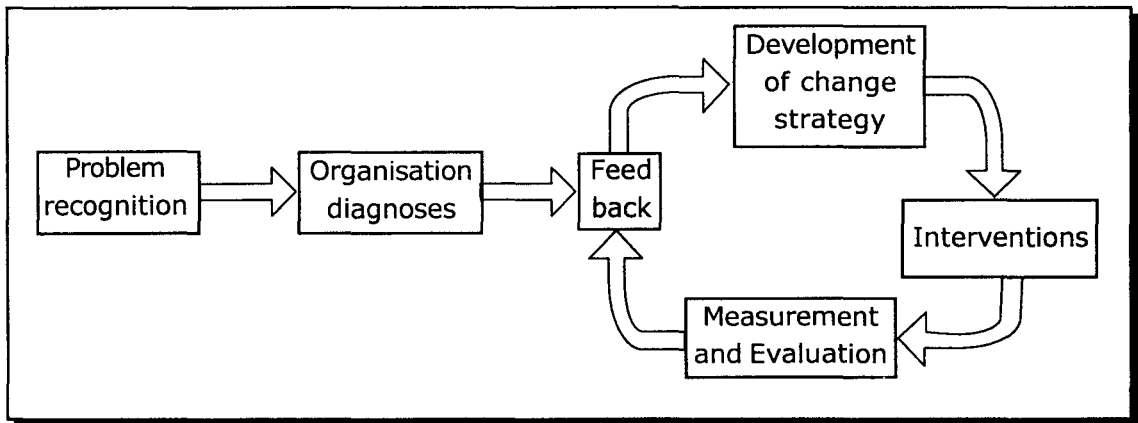 Problem
recognition
Organisation
diagnoses
Feed
back
Development
of change
strategy
Interventions
Measurement
and Evaluation